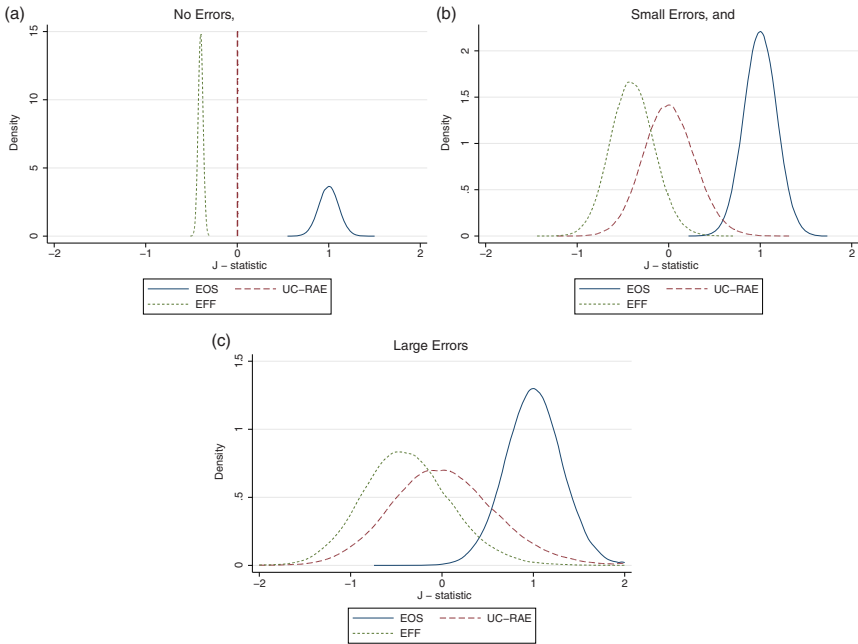 (a)
No Errors,
15
10
5
0
Density
−2 −1 0 1 2
J − statistic
EOS UC−RAE
EFF
(b)
Small Errors, and
2
1.5
1
.5
0
Density
−2 −1 0 1 2
J − statistic
EOS UC−RAE
EFF
(c)
Large Errors
1.5
1
.5
0
Density
−2 −1 0 1 2
J − statistic
EOS UC−RAE
EFF